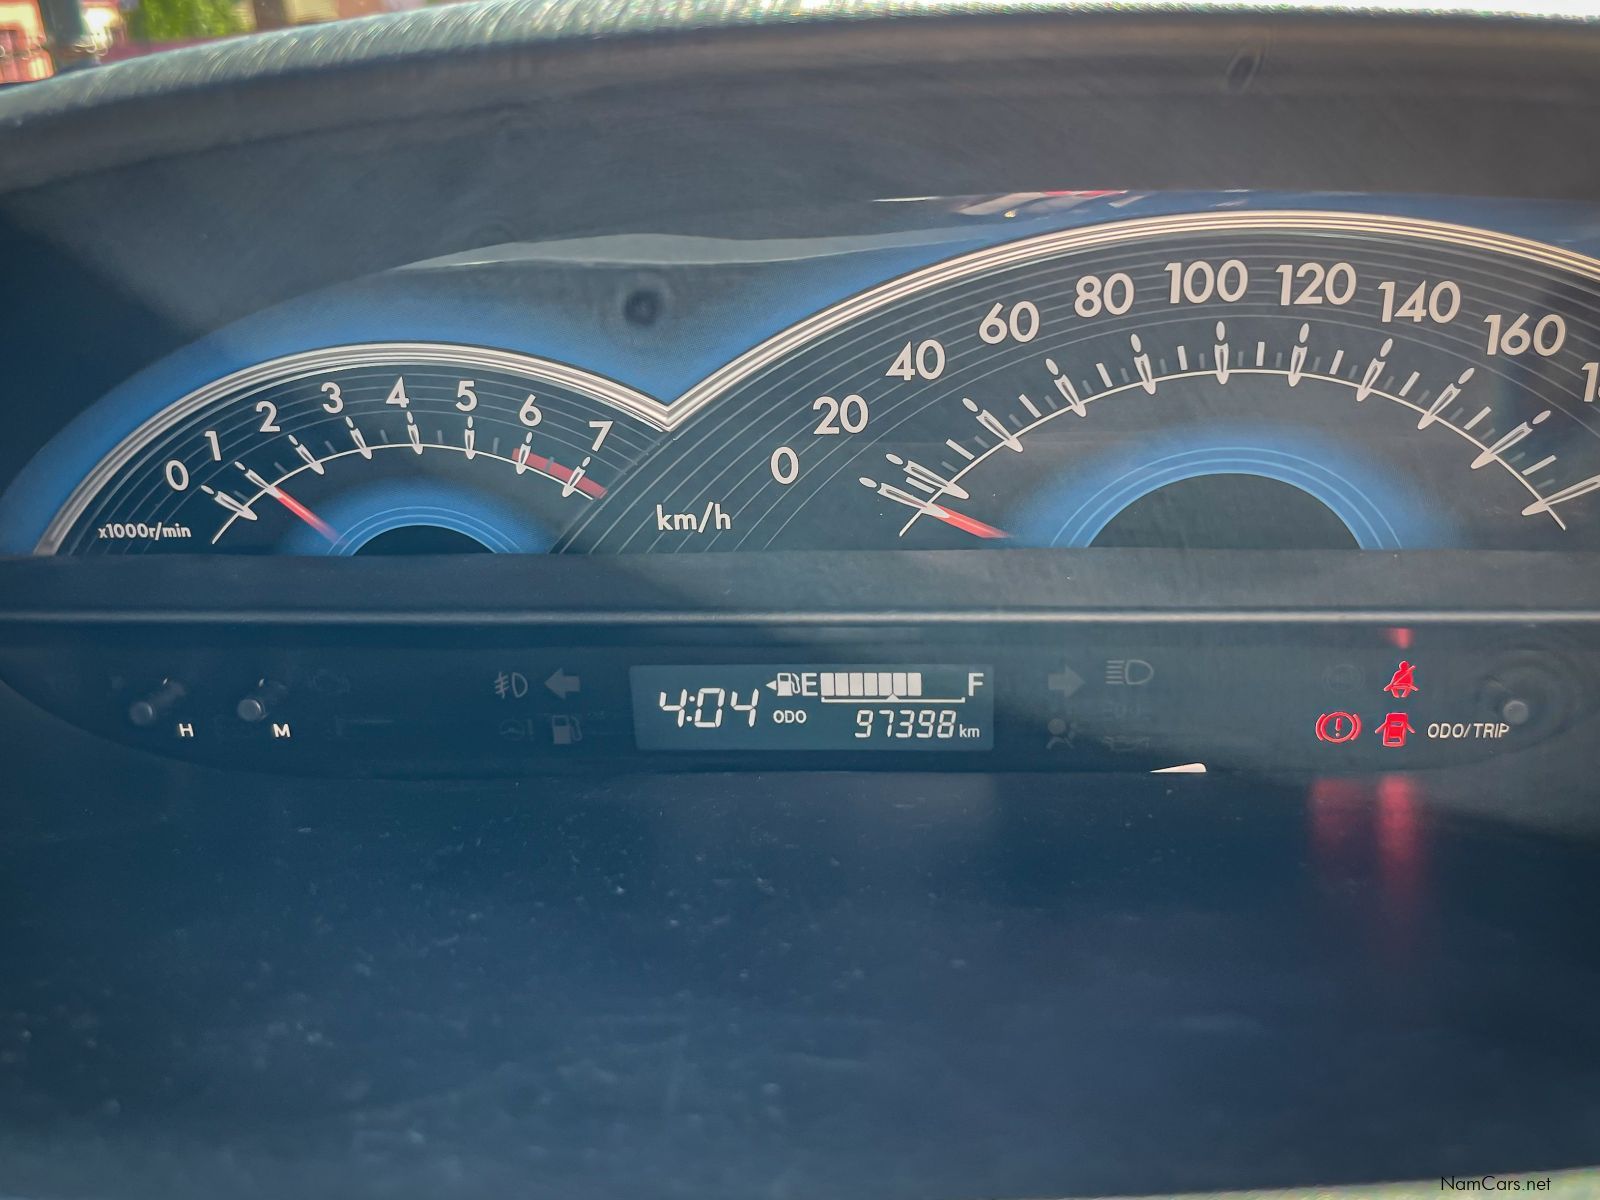 0 1 2 3 4 5 6 7
x1000r/min
0 20 40 60 80 100 120 140 160
km/h
4:04 E F
ODO 97398 km
H M
ODO/TRIP
NamCars.net